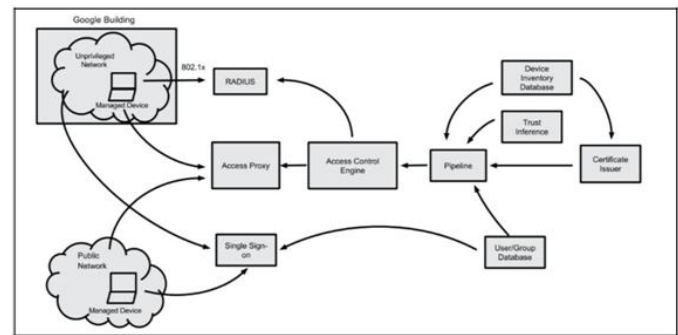 Google Building
Unprivileged
Network
Managed Device
802.1x
RADIUS
Device
Inventory
Database
Trust
Inference
Access Proxy
Access Control
Engine
Pipeline
Certificate
Issuer
Public
Network
Managed Device
Single Sign-
on
User/Group
Database